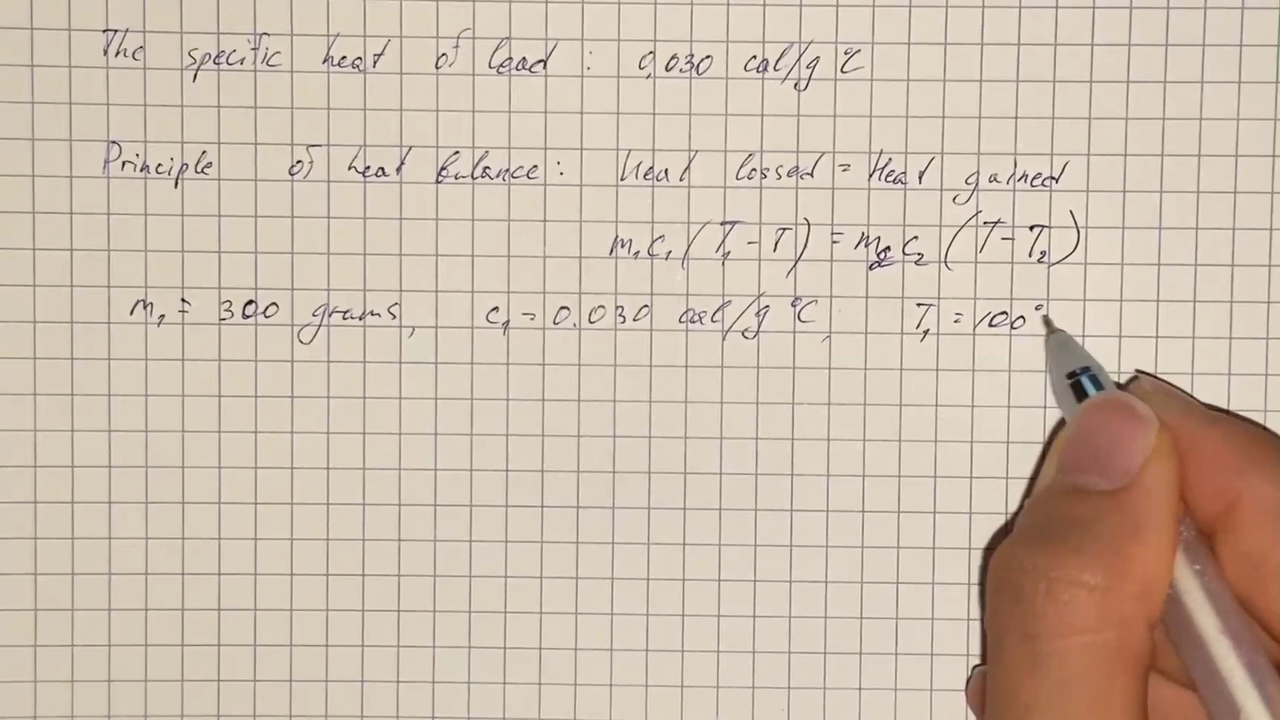 The specific heat of lead : 0,030 cal/g °C
Principle of heat balance: Heat lossed = Heat gained
m₁c₁(T₁ - T) = m₂c₂(T - T₂)
m₁ = 300 grams, c₁ = 0.030 cal/g °C, T₁ = 100°